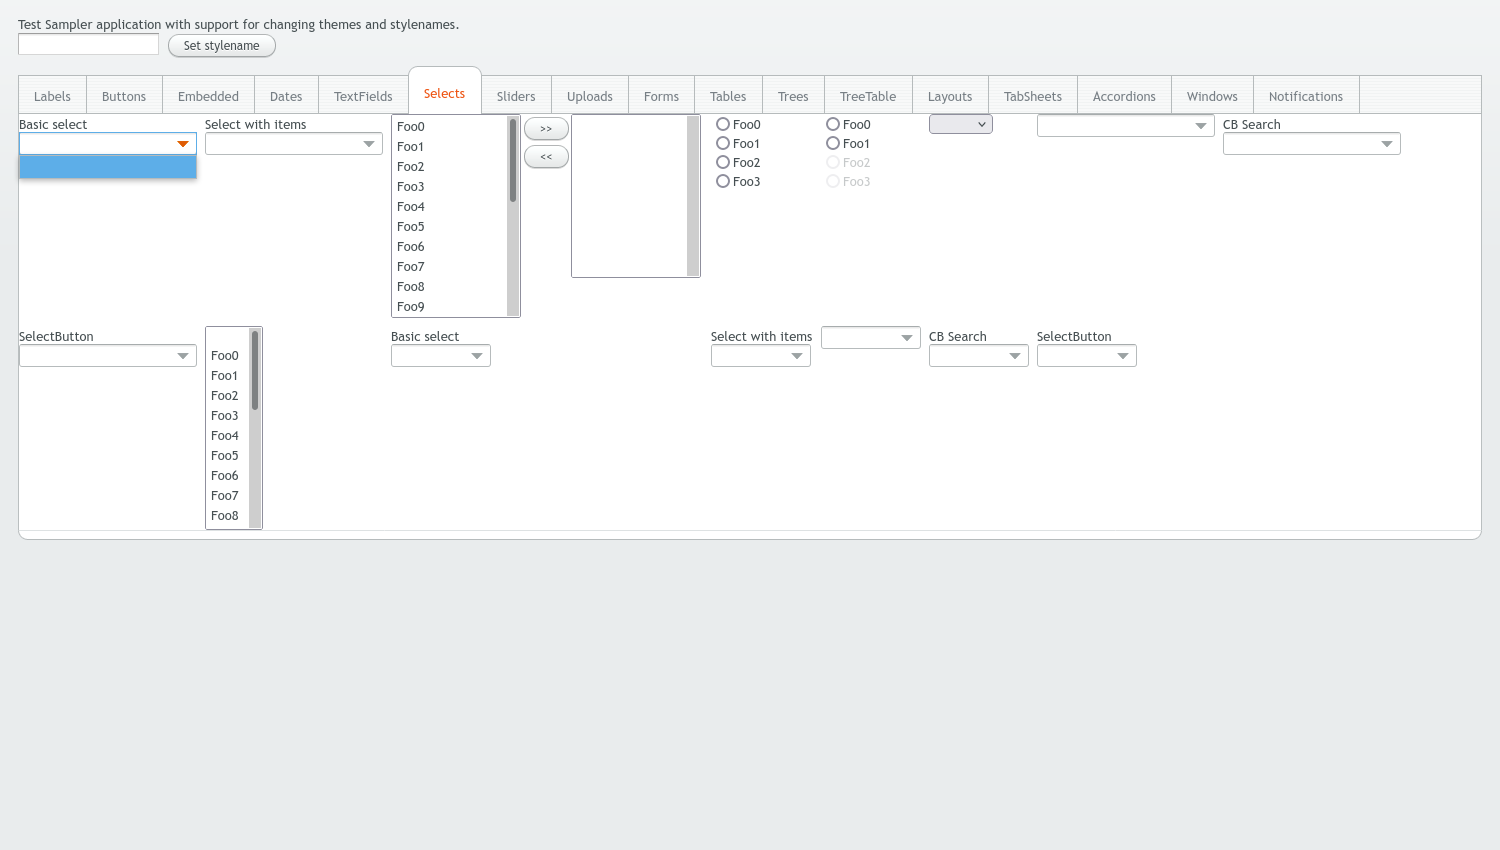 Test Sampler application with support for changing themes and stylenames.
Set stylename
Labels Buttons Embedded Dates TextFields Selects Sliders Uploads Forms Tables Trees TreeTable Layouts TabSheets Accordions Windows Notifications
Basic select
Select with items
Foo0
Foo1
Foo2
Foo3
Foo4
Foo5
Foo6
Foo7
Foo8
Foo9
>>
<<
Foo0
Foo1
Foo2
Foo3
Foo0
Foo1
Foo2
Foo3
CB Search
SelectButton
Foo0
Foo1
Foo2
Foo3
Foo4
Foo5
Foo6
Foo7
Foo8
Basic select
Select with items
CB Search
SelectButton